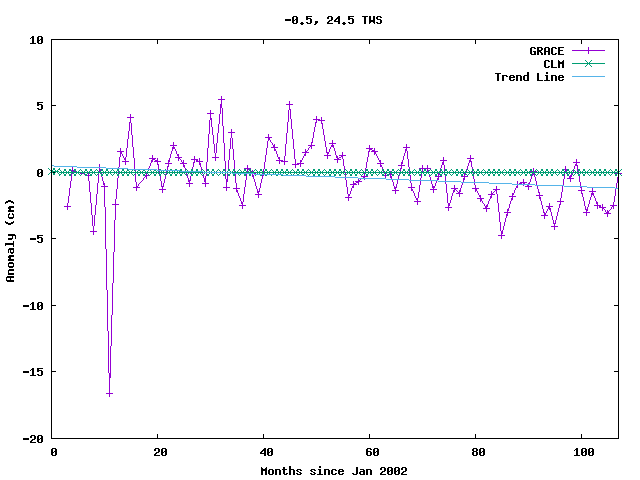 -0.5, 24.5 TWS
GRACE
CLM
Trend Line
10
5
0
-5
-10
-15
-20
Anomaly (cm)
0 20 40 60 80 100
Months since Jan 2002